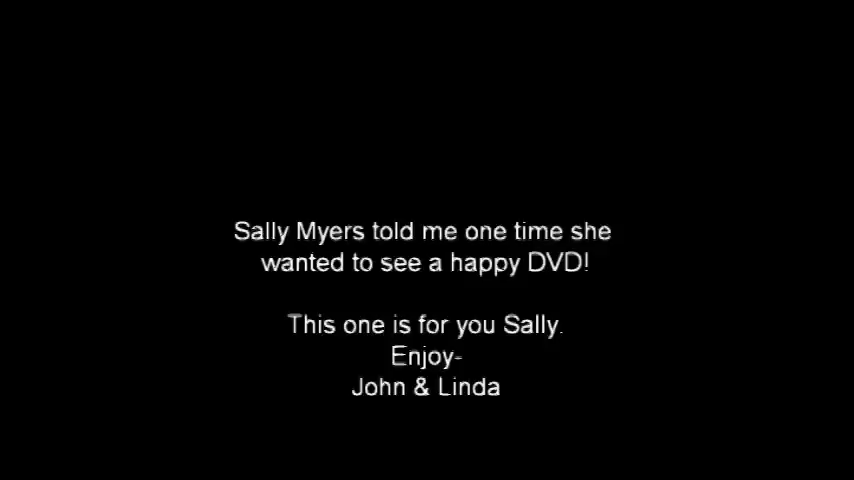 Sally Myers told me one time she
wanted to see a happy DVD!
This one is for you Sally.
Enjoy-
John & Linda